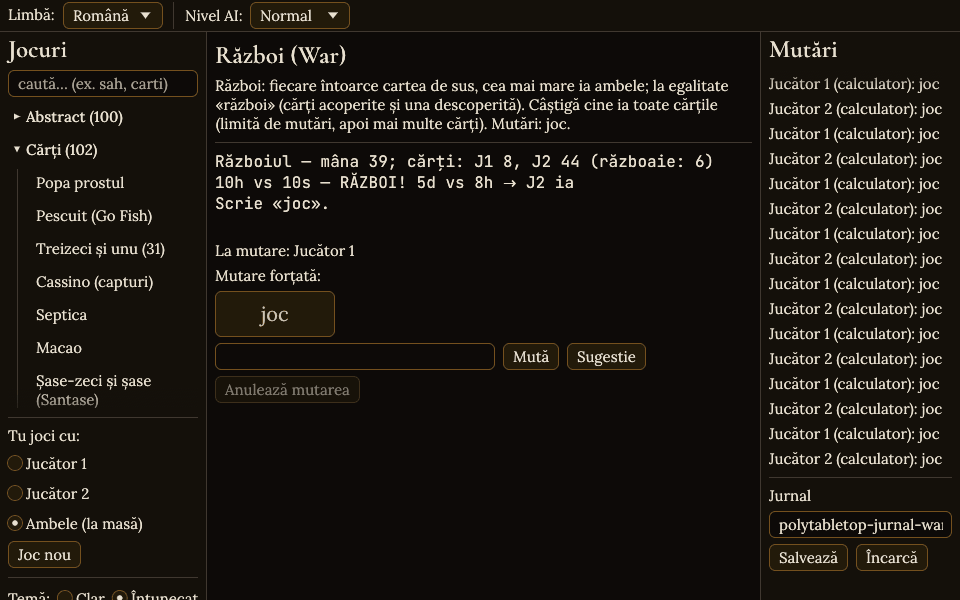 Limbă: Română ▼ Nivel AI: Normal ▼
Jocuri
caută... (ex. sah, carti)
▸ Abstract (100)
▾ Cărți (102)
Popa prostul
Pescuit (Go Fish)
Treizeci și unu (31)
Cassino (capturi)
Septica
Macao
Șase-zeci și șase
(Santase)
Tu joci cu:
Jucător 1
Jucător 2
Ambele (la masă)
Joc nou
Temă: Clar Întunecat
Război (War)
Război: fiecare întoarce cartea de sus, cea mai mare ia ambele; la egalitate
«război» (cărți acoperite și una descoperită). Câștigă cine ia toate cărțile
(limită de mutări, apoi mai multe cărți). Mutări: joc.
Războiul — mâna 39; cărți: J1 8, J2 44 (războaie: 6)
10h vs 10s — RĂZBOI! 5d vs 8h → J2 ia
Scrie «joc».
La mutare: Jucător 1
Mutare forțată:
joc
Mută Sugestie
Anulează mutarea
Mutări
Jucător 1 (calculator): joc
Jucător 2 (calculator): joc
Jucător 1 (calculator): joc
Jucător 2 (calculator): joc
Jucător 1 (calculator): joc
Jucător 2 (calculator): joc
Jucător 1 (calculator): joc
Jucător 2 (calculator): joc
Jucător 1 (calculator): joc
Jucător 2 (calculator): joc
Jucător 1 (calculator): joc
Jucător 2 (calculator): joc
Jucător 1 (calculator): joc
Jucător 2 (calculator): joc
Jucător 1 (calculator): joc
Jucător 2 (calculator): joc
Jurnal
polytabletop-jurnal-war
Salvează Încarcă